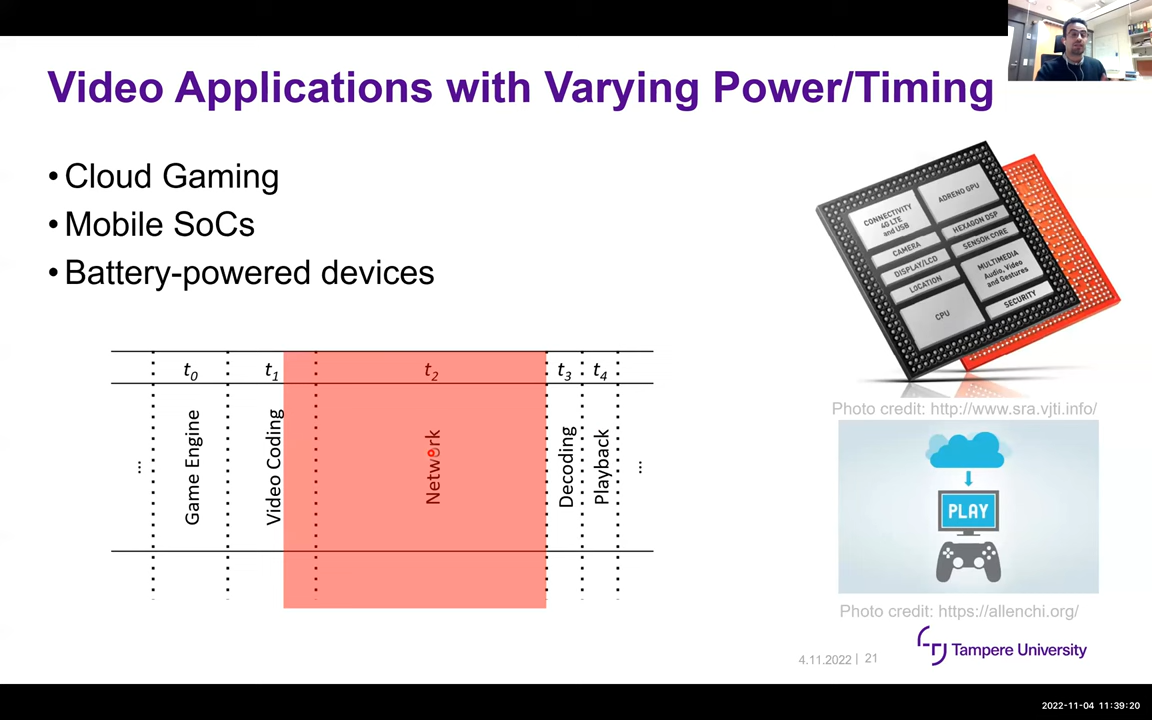 Video Applications with Varying Power/Timing
• Cloud Gaming
• Mobile SoCs
• Battery-powered devices
t0
t1
t2
t3
t4
...
Game Engine
Video Coding
Network
Decoding
Playback
...
CONNECTIVITY
4G LTE
and USB
ADRENO GPU
CAMERA
HEXAGON DSP
DISPLAY/LCD
SENSOR CORE
LOCATION
MULTIMEDIA
Audio, Video
and Gestures
CPU
SECURITY
Photo credit: http://www.sra.vjti.info/
PLAY
Photo credit: https://allenchi.org/
4.11.2022 | 21
Tampere University
2022-11-04 11:39:20